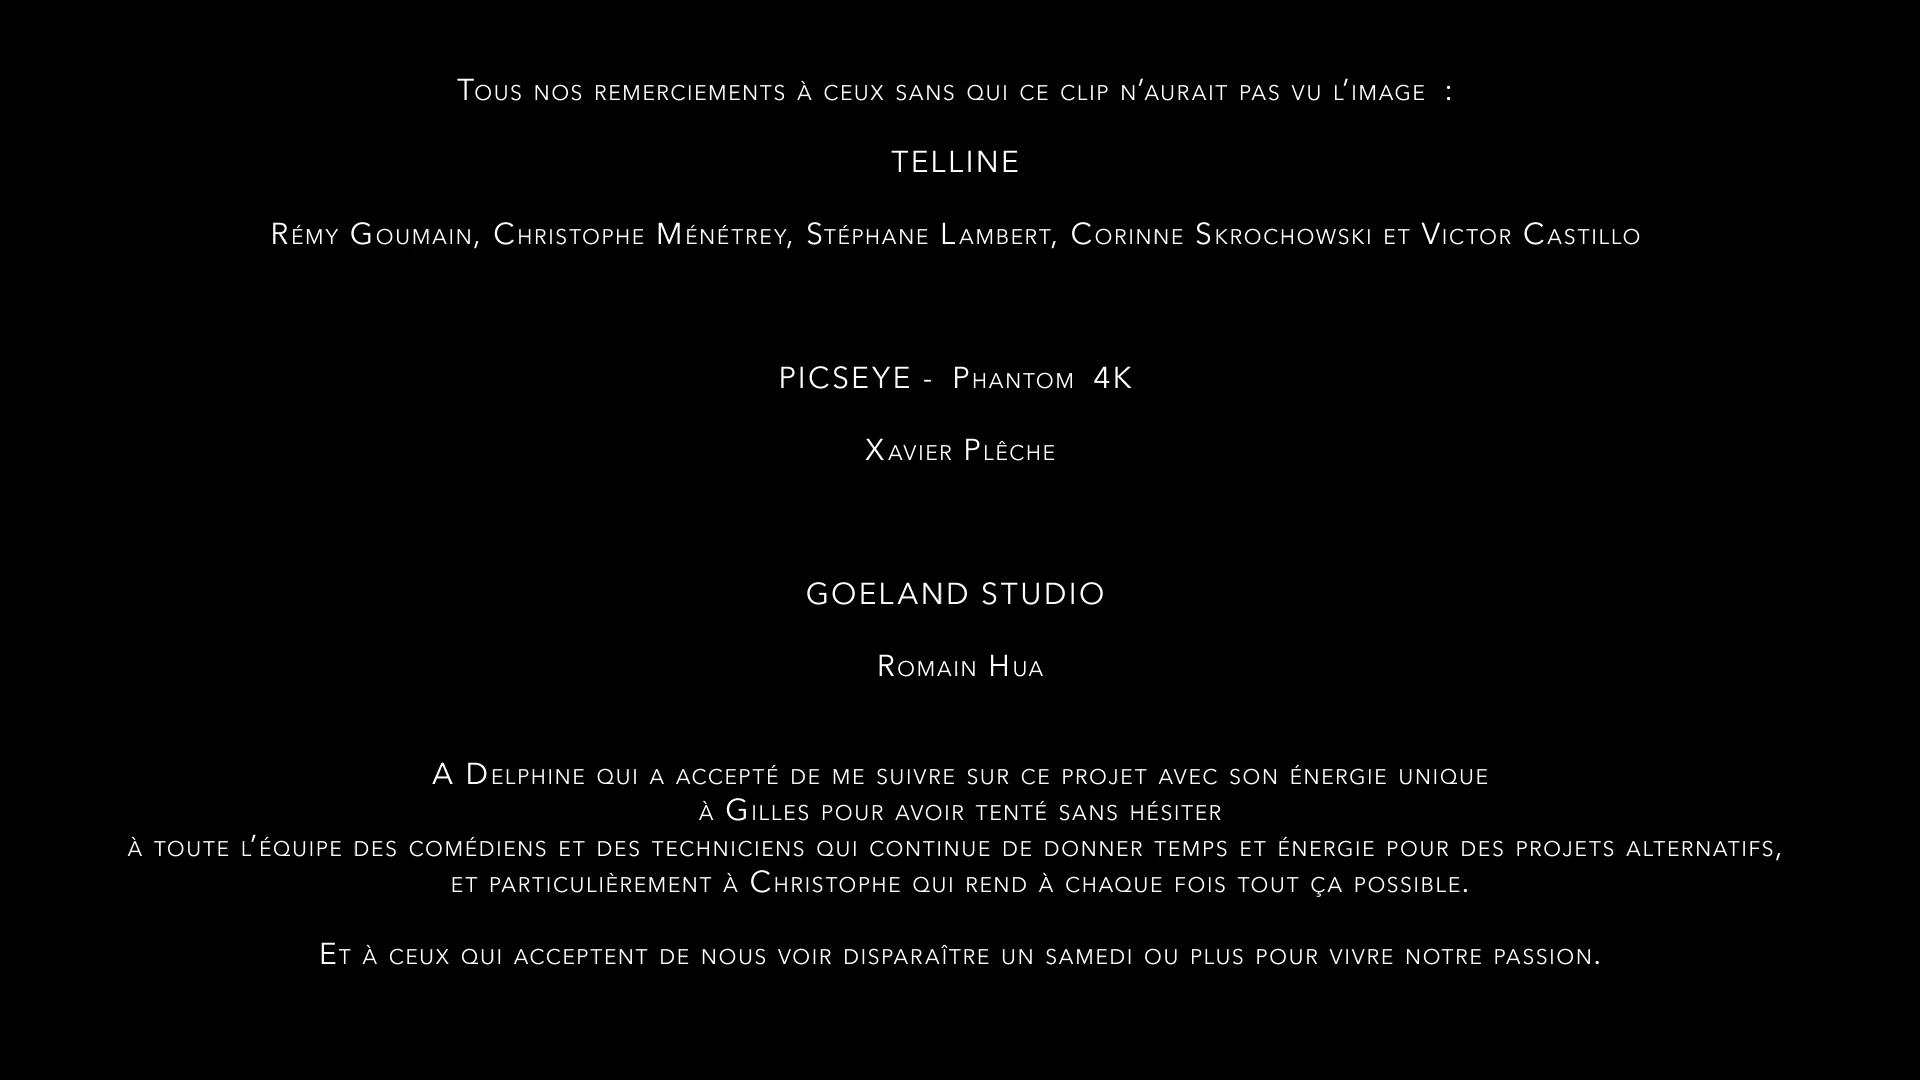 Tous nos remerciements à ceux sans qui ce clip n’aurait pas vu l’image :
TELLINE
Rémy Goumain, Christophe Ménétrey, Stéphane Lambert, Corinne Skrochowski et Victor Castillo
PICSEYE - Phantom 4K
Xavier Plêche
GOELAND STUDIO
Romain Hua
A Delphine qui a accepté de me suivre sur ce projet avec son énergie unique
à Gilles pour avoir tenté sans hésiter
à toute l’équipe des comédiens et des techniciens qui continue de donner temps et énergie pour des projets alternatifs,
et particulièrement à Christophe qui rend à chaque fois tout ça possible.
Et à ceux qui acceptent de nous voir disparaître un samedi ou plus pour vivre notre passion.